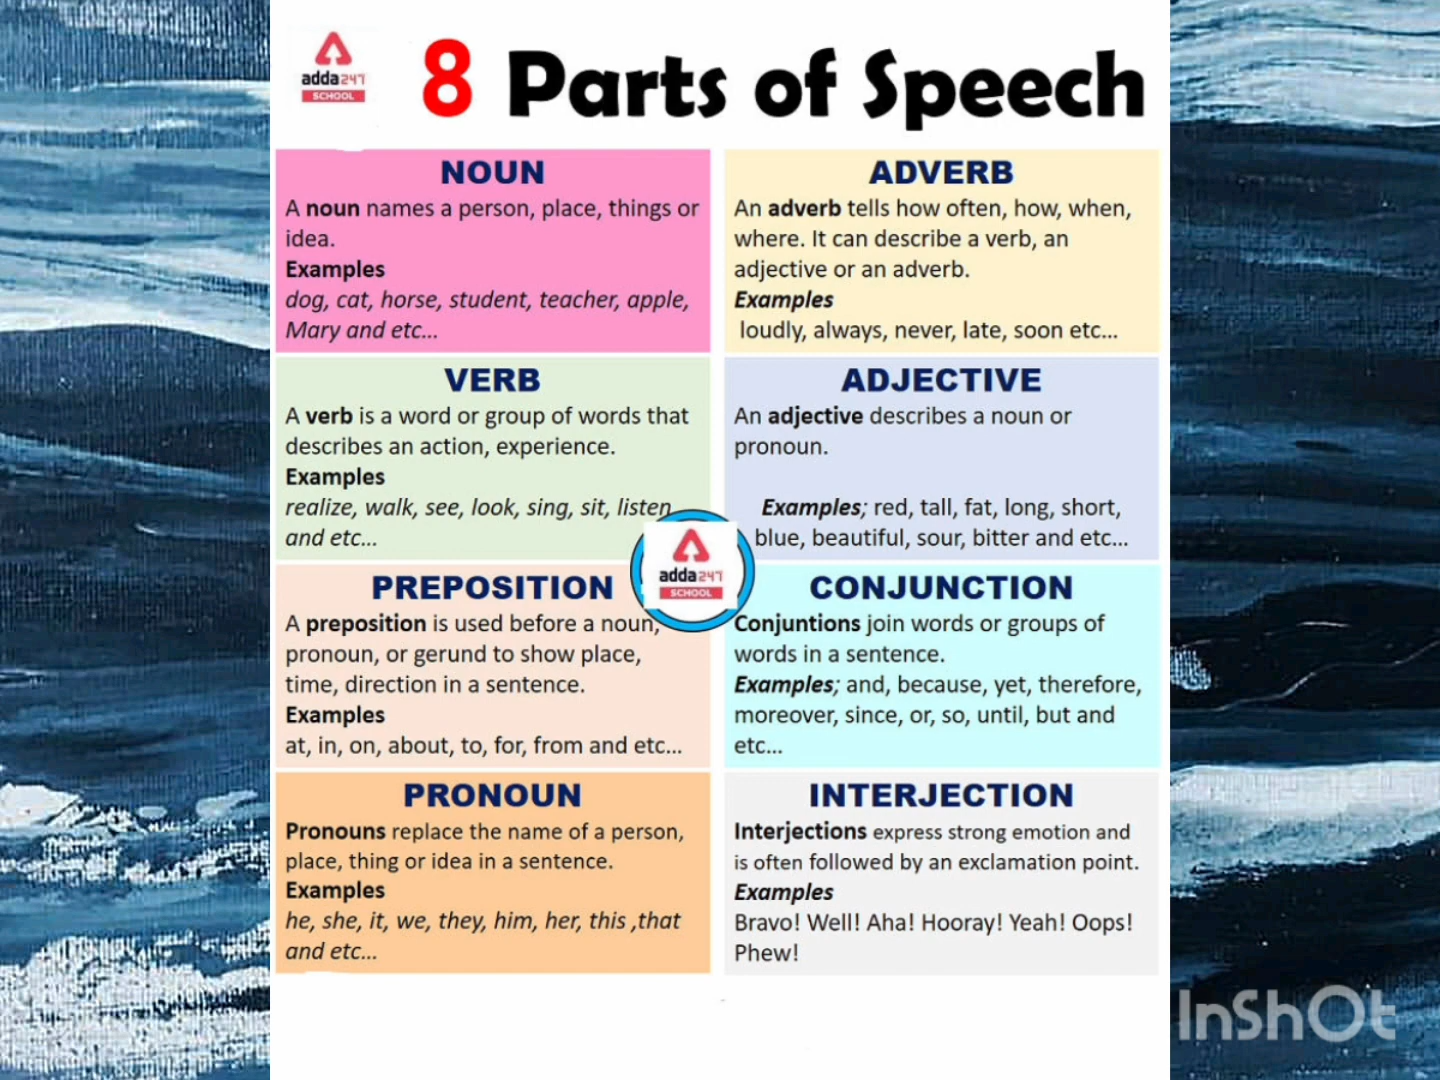 adda247
SCHOOL
8 Parts of Speech
NOUN
A noun names a person, place, things or
idea.
Examples
dog, cat, horse, student, teacher, apple,
Mary and etc...
ADVERB
An adverb tells how often, how, when,
where. It can describe a verb, an
adjective or an adverb.
Examples
loudly, always, never, late, soon etc...
VERB
A verb is a word or group of words that
describes an action, experience.
Examples
realize, walk, see, look, sing, sit, listen
and etc...
ADJECTIVE
An adjective describes a noun or
pronoun.
Examples; red, tall, fat, long, short,
blue, beautiful, sour, bitter and etc...
adda247
SCHOOL
PREPOSITION
A preposition is used before a noun,
pronoun, or gerund to show place,
time, direction in a sentence.
Examples
at, in, on, about, to, for, from and etc...
CONJUNCTION
Conjuntions join words or groups of
words in a sentence.
Examples; and, because, yet, therefore,
moreover, since, or, so, until, but and
etc...
PRONOUN
Pronouns replace the name of a person,
place, thing or idea in a sentence.
Examples
he, she, it, we, they, him, her, this ,that
and etc...
INTERJECTION
Interjections express strong emotion and
is often followed by an exclamation point.
Examples
Bravo! Well! Aha! Hooray! Yeah! Oops!
Phew!
InShOt